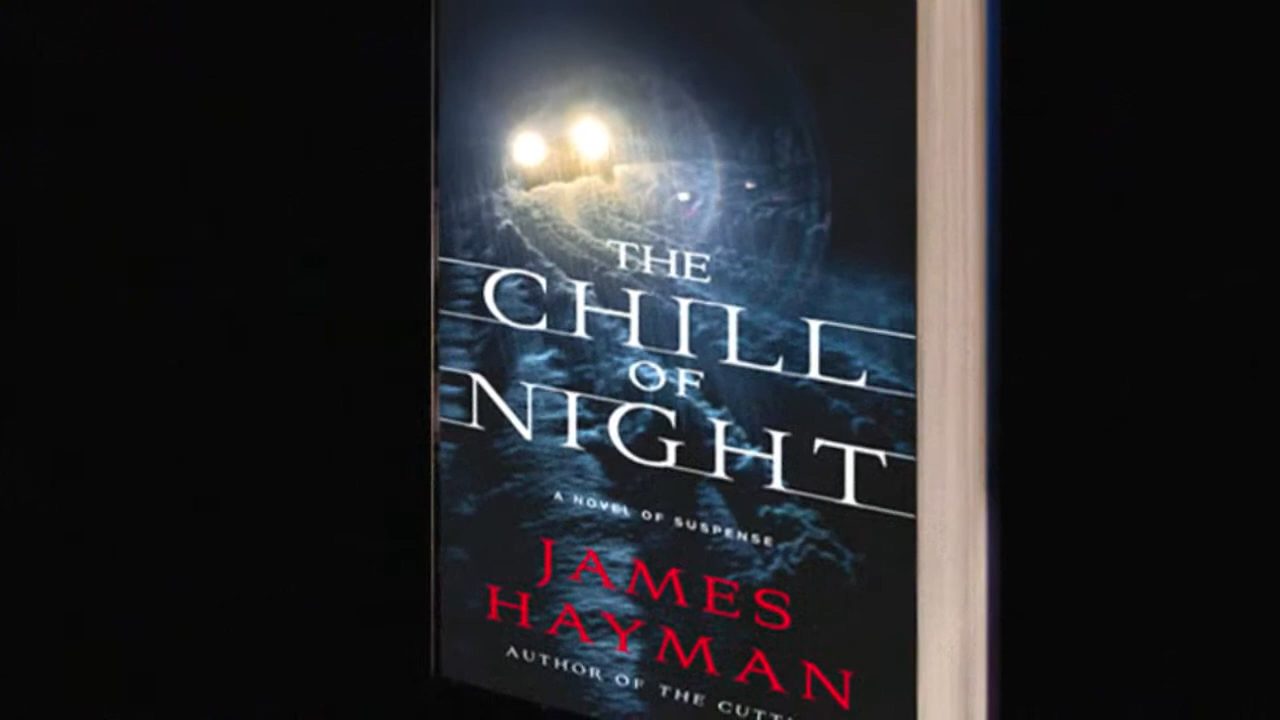 THE
CHILL
OF
NIGHT
A NOVEL OF SUSPENSE
JAMES
HAYMAN
AUTHOR OF THE